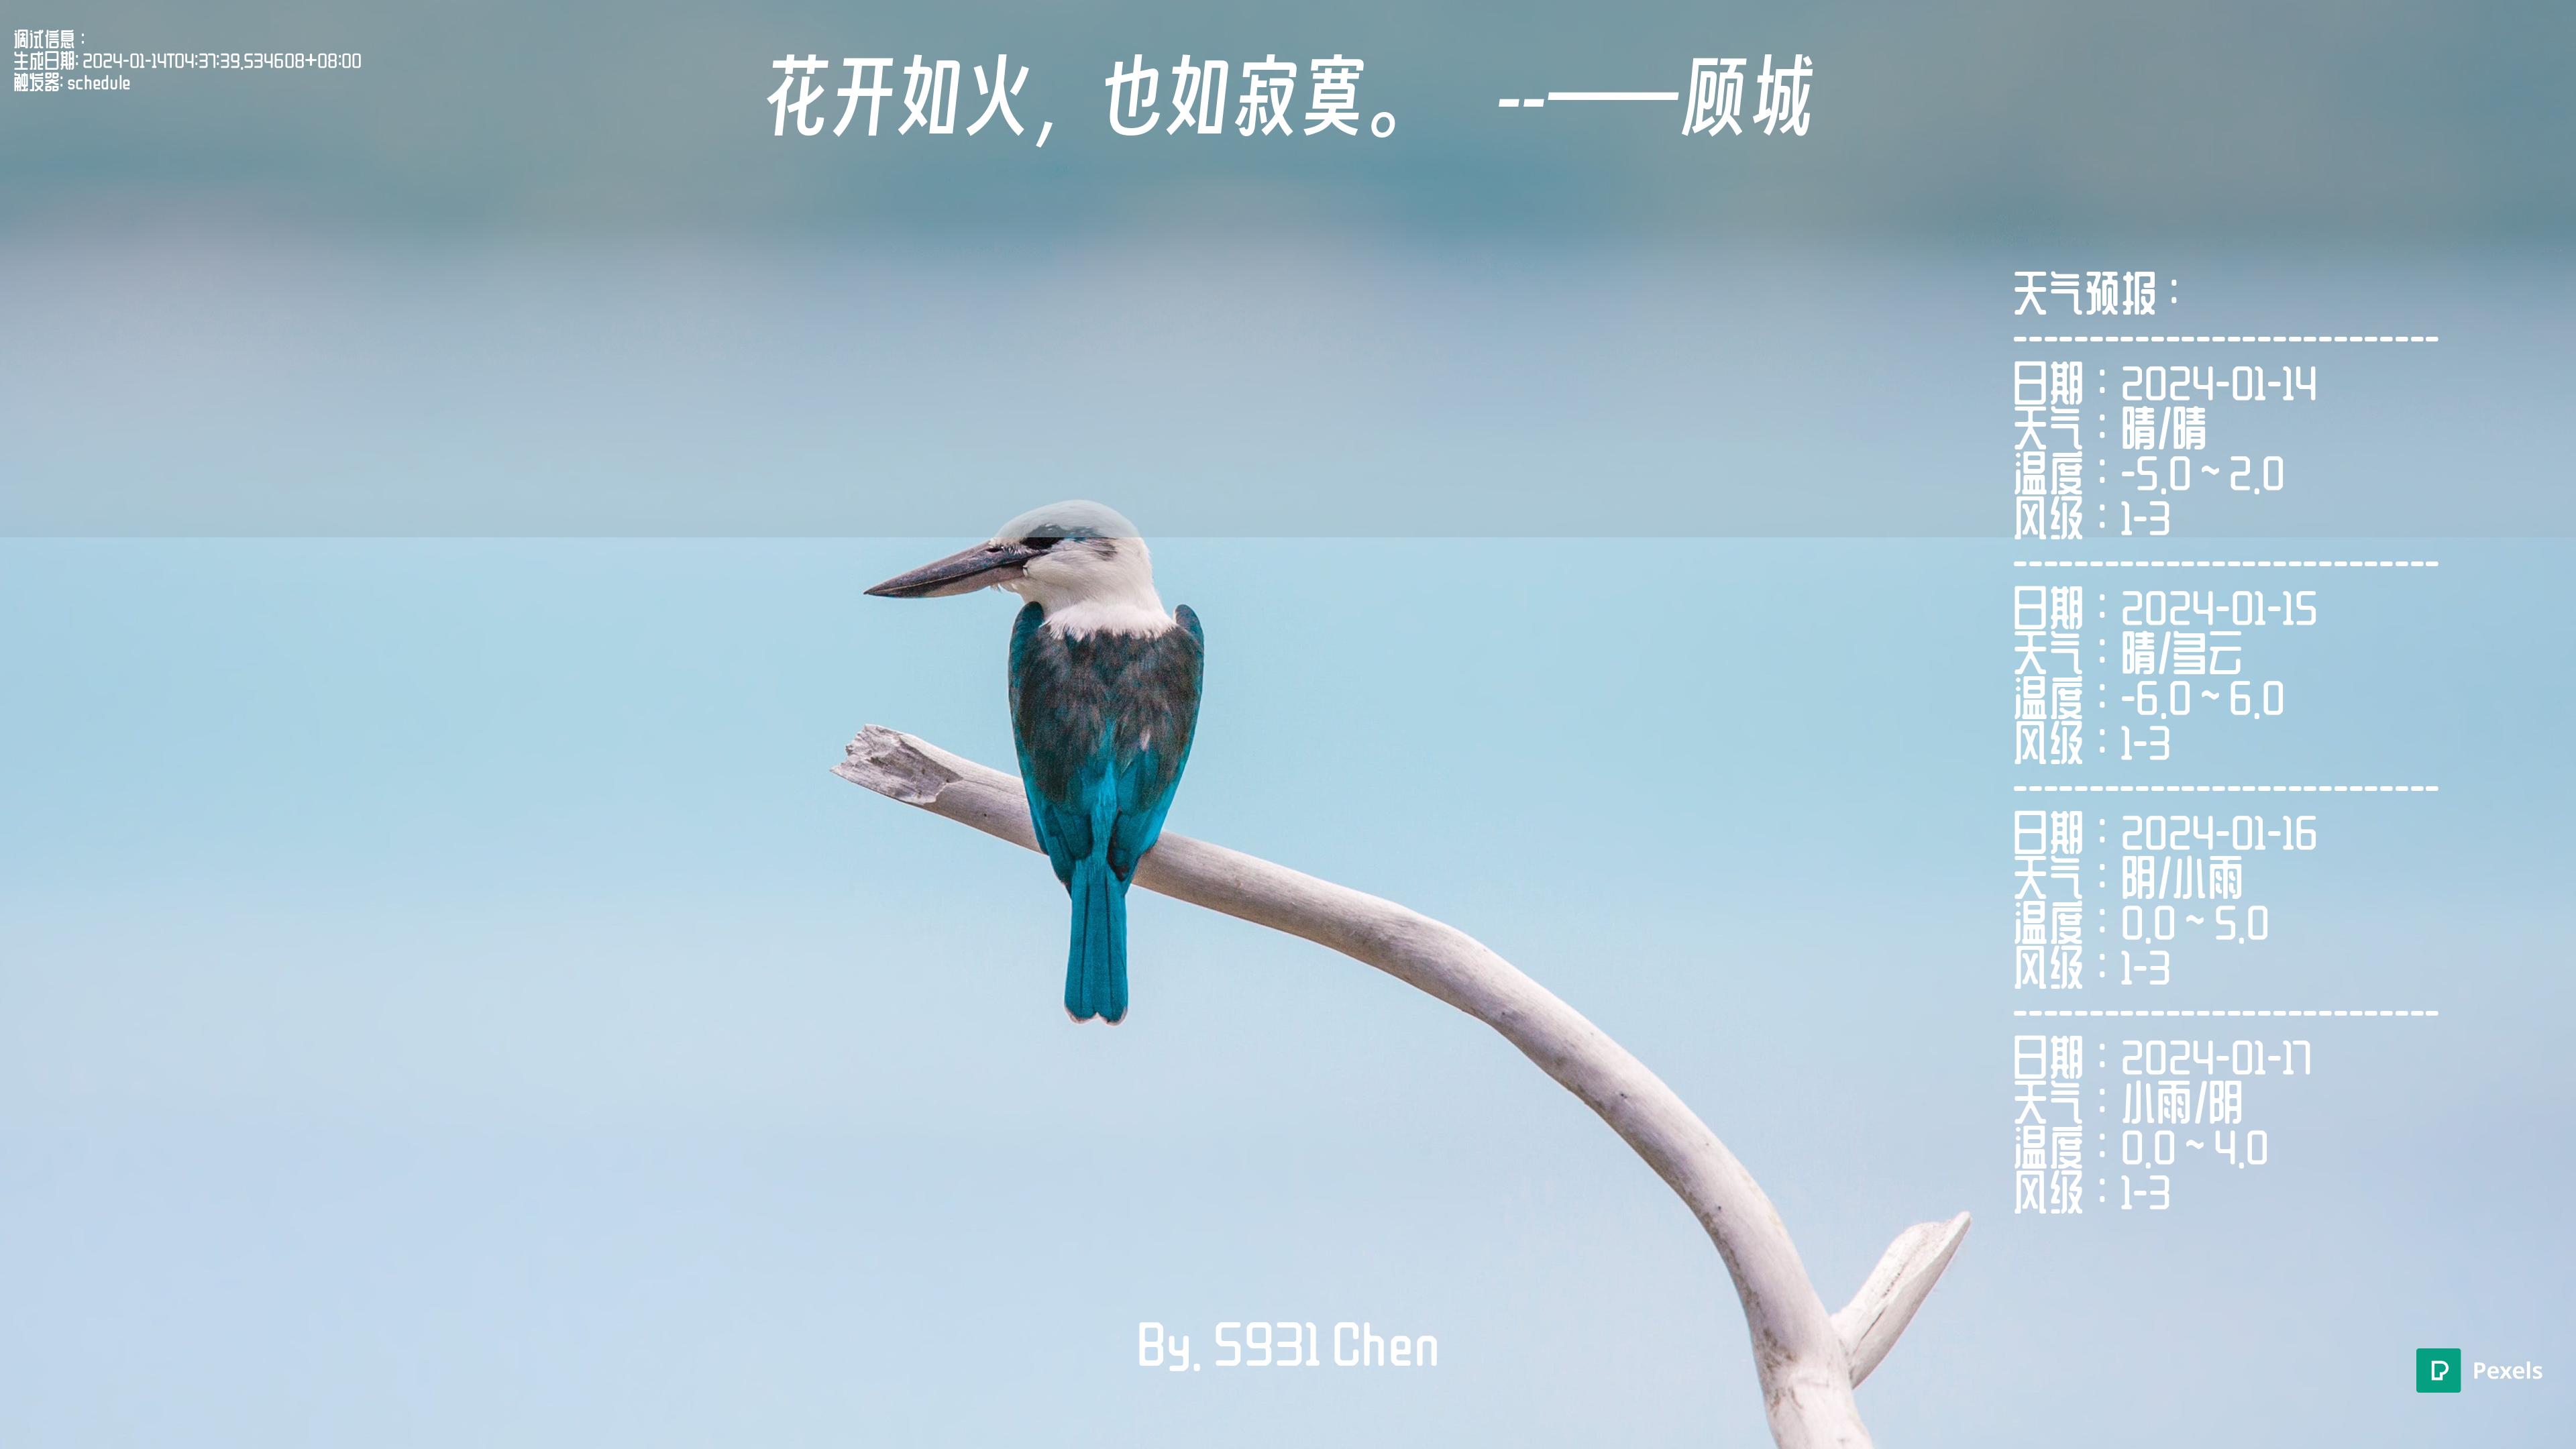 调试信息：
生成日期: 2024-01-14T04:37:39.534608+08:00
触发器: schedule
花开如火，也如寂寞。 --——顾城
天气预报：
----------------------------
日期：2024-01-14
天气：晴/晴
温度：-5.0 ~ 2.0
风级：1-3
----------------------------
日期：2024-01-15
天气：晴/多云
温度：-6.0 ~ 6.0
风级：1-3
----------------------------
日期：2024-01-16
天气：阴/小雨
温度：0.0 ~ 5.0
风级：1-3
----------------------------
日期：2024-01-17
天气：小雨/阴
温度：0.0 ~ 4.0
风级：1-3
By. S931 Chen
Pexels